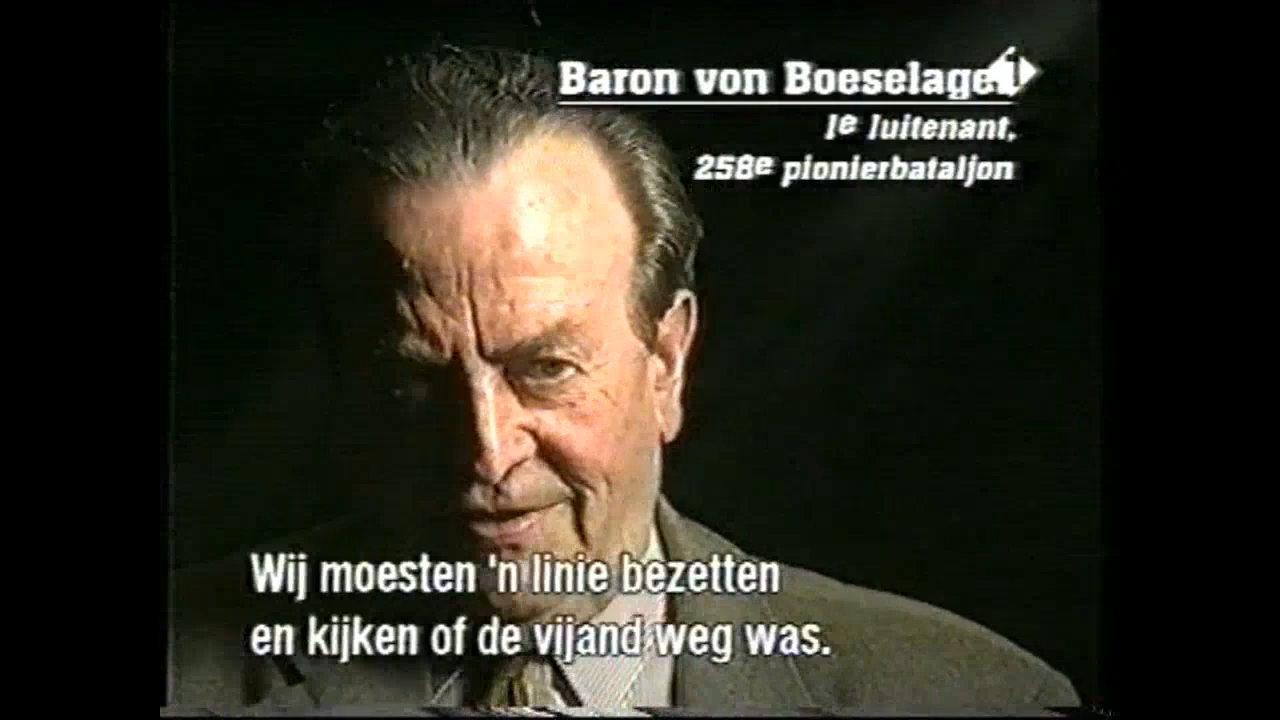 Baron von Boeselager
1e luitenant,
258e pionierbataljon
Wij moesten 'n linie bezetten
en kijken of de vijand weg was.